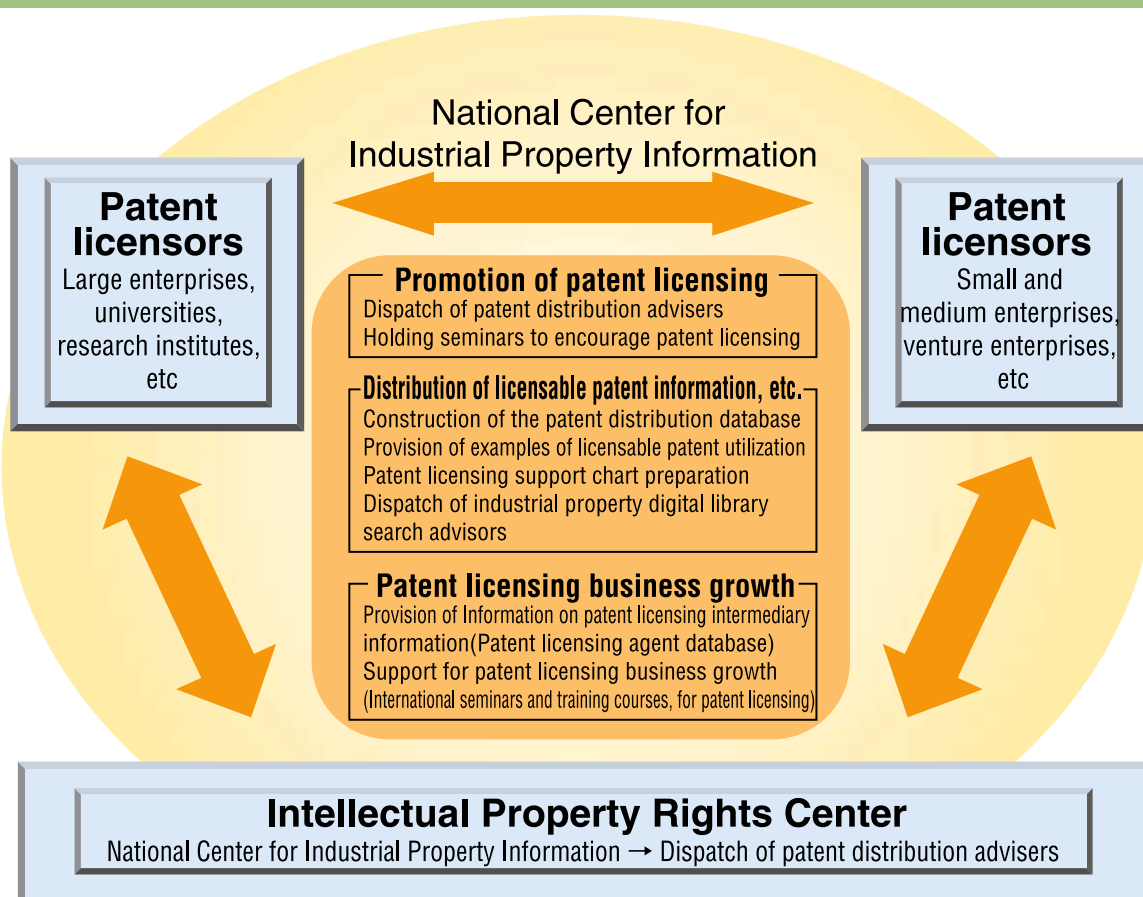 National Center for
Industrial Property Information
Patent
licensors
Large enterprises,
universities,
research institutes,
etc
Patent
licensors
Small and
medium enterprises,
venture enterprises,
etc
Promotion of patent licensing
Dispatch of patent distribution advisers
Holding seminars to encourage patent licensing
Distribution of licensable patent information, etc.
Construction of the patent distribution database
Provision of examples of licensable patent utilization
Patent licensing support chart preparation
Dispatch of industrial property digital library
search advisors
Patent licensing business growth
Provision of Information on patent licensing intermediary
information(Patent licensing agent database)
Support for patent licensing business growth
(International seminars and training courses, for patent licensing)
Intellectual Property Rights Center
National Center for Industrial Property Information → Dispatch of patent distribution advisers